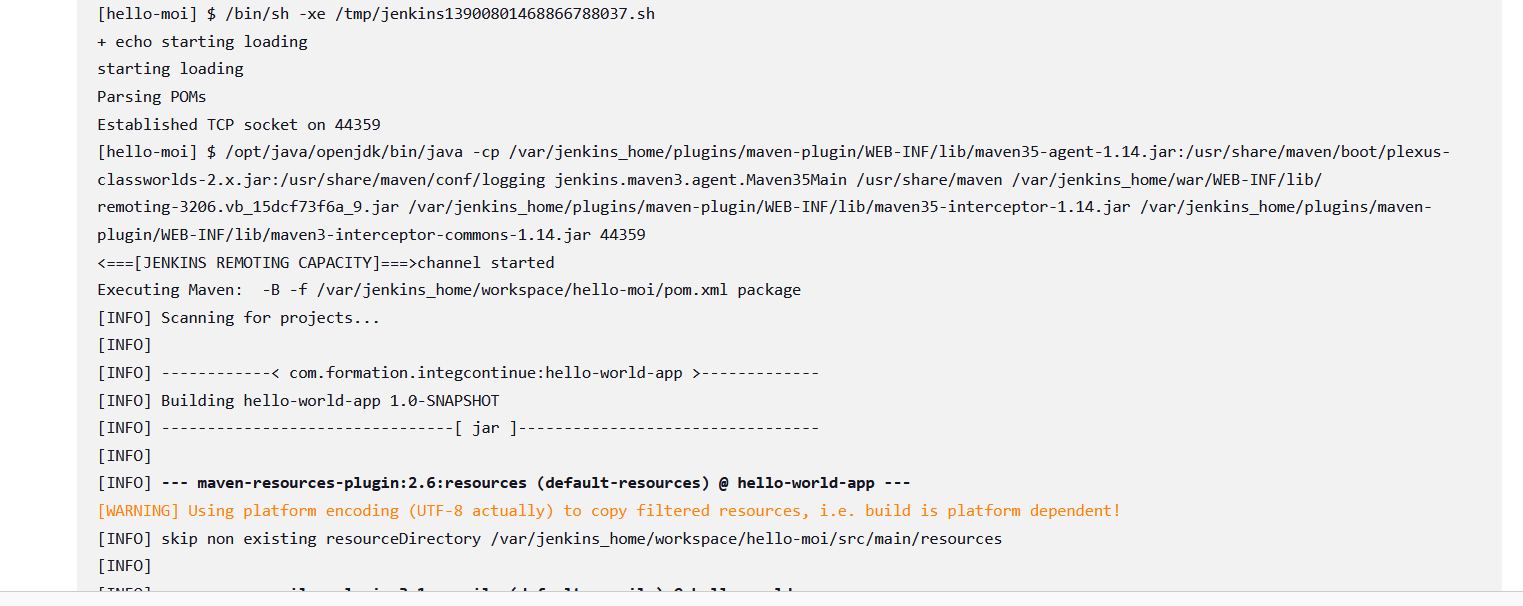 [hello-moi] $ /bin/sh -xe /tmp/jenkins13900801468866788037.sh
+ echo starting loading
starting loading
Parsing POMs
Established TCP socket on 44359
[hello-moi] $ /opt/java/openjdk/bin/java -cp /var/jenkins_home/plugins/maven-plugin/WEB-INF/lib/maven35-agent-1.14.jar:/usr/share/maven/boot/plexus-
classworlds-2.x.jar:/usr/share/maven/conf/logging jenkins.maven3.agent.Maven35Main /usr/share/maven /var/jenkins_home/war/WEB-INF/lib/
remoting-3206.vb_15dcf73f6a_9.jar /var/jenkins_home/plugins/maven-plugin/WEB-INF/lib/maven35-interceptor-1.14.jar /var/jenkins_home/plugins/maven-
plugin/WEB-INF/lib/maven3-interceptor-commons-1.14.jar 44359
<===[JENKINS REMOTING CAPACITY]===>channel started
Executing Maven:  -B -f /var/jenkins_home/workspace/hello-moi/pom.xml package
[INFO] Scanning for projects...
[INFO]
[INFO] ------------< com.formation.integcontinue:hello-world-app >-------------
[INFO] Building hello-world-app 1.0-SNAPSHOT
[INFO] --------------------------------[ jar ]---------------------------------
[INFO]
[INFO] --- maven-resources-plugin:2.6:resources (default-resources) @ hello-world-app ---
[WARNING] Using platform encoding (UTF-8 actually) to copy filtered resources, i.e. build is platform dependent!
[INFO] skip non existing resourceDirectory /var/jenkins_home/workspace/hello-moi/src/main/resources
[INFO]